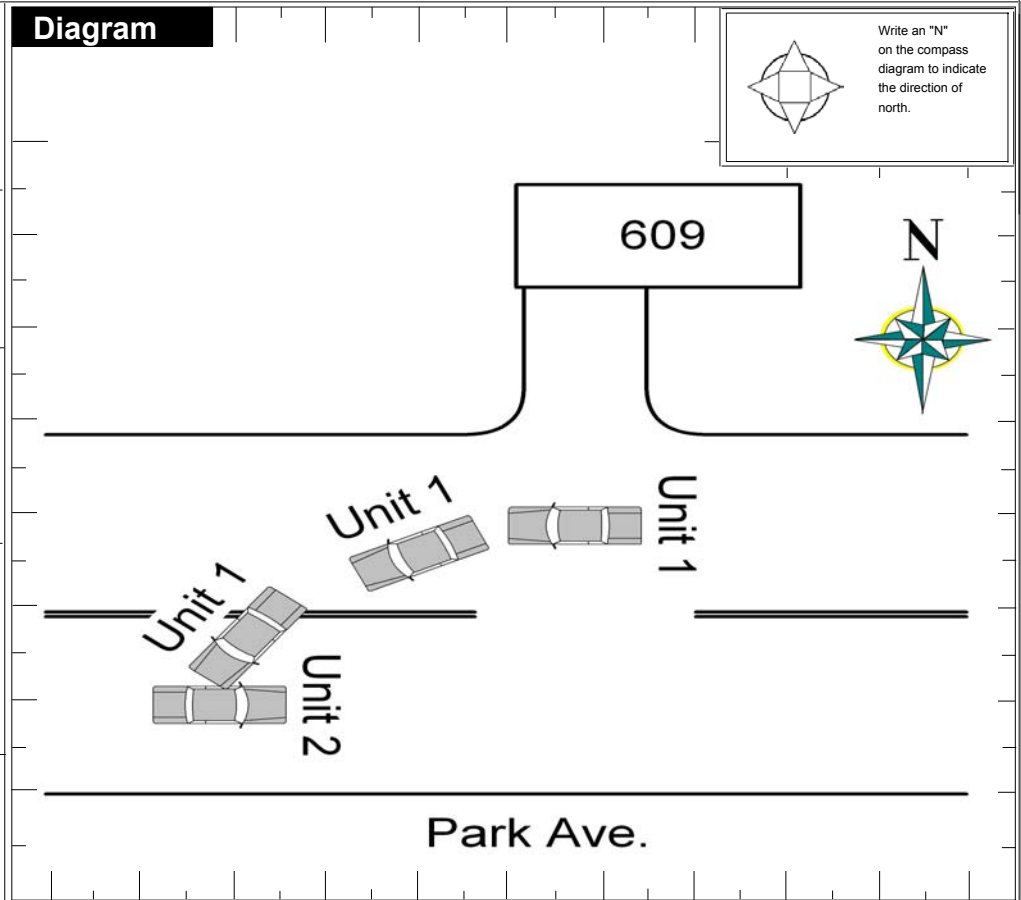 Diagram
Write an "N"
on the compass
diagram to indicate
the direction of
north.
609
N
Unit 1
Unit 1
Unit 1
Unit 2
Park Ave.